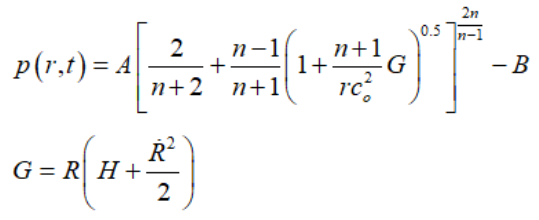 p(r,t) = A[ 2/(n+2) + (n−1)/(n+1) (1 + (n+1)/(rc_o^2) G)^0.5 ]^(2n/(n−1)) − B
G = R( H + Ṙ^2/2 )